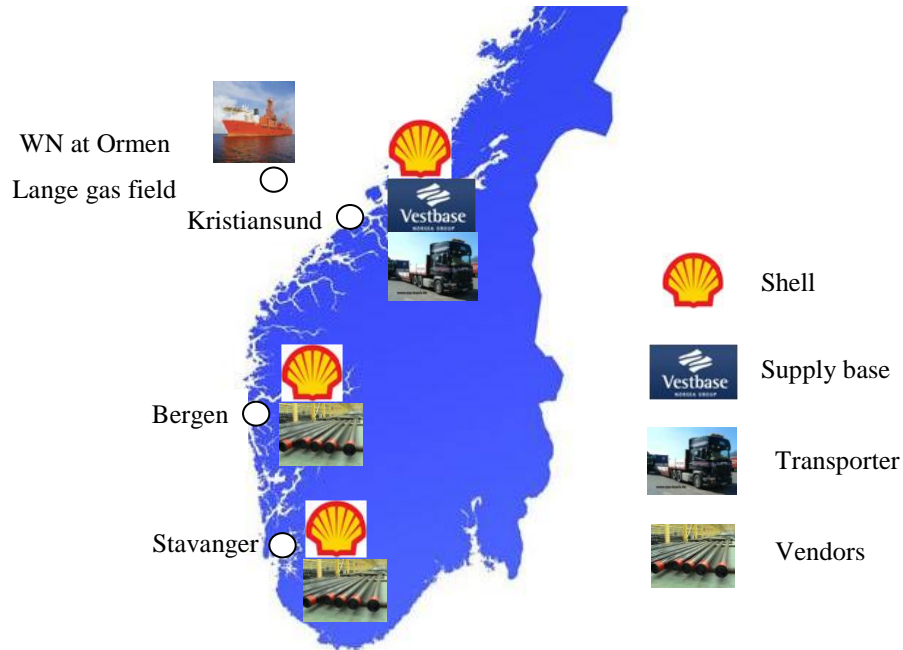 WN at Ormen
Lange gas field
Kristiansund
Vestbase
NORSEA GROUP
Shell
Vestbase
NORSEA GROUP
Supply base
Bergen
Transporter
Stavanger
Vendors